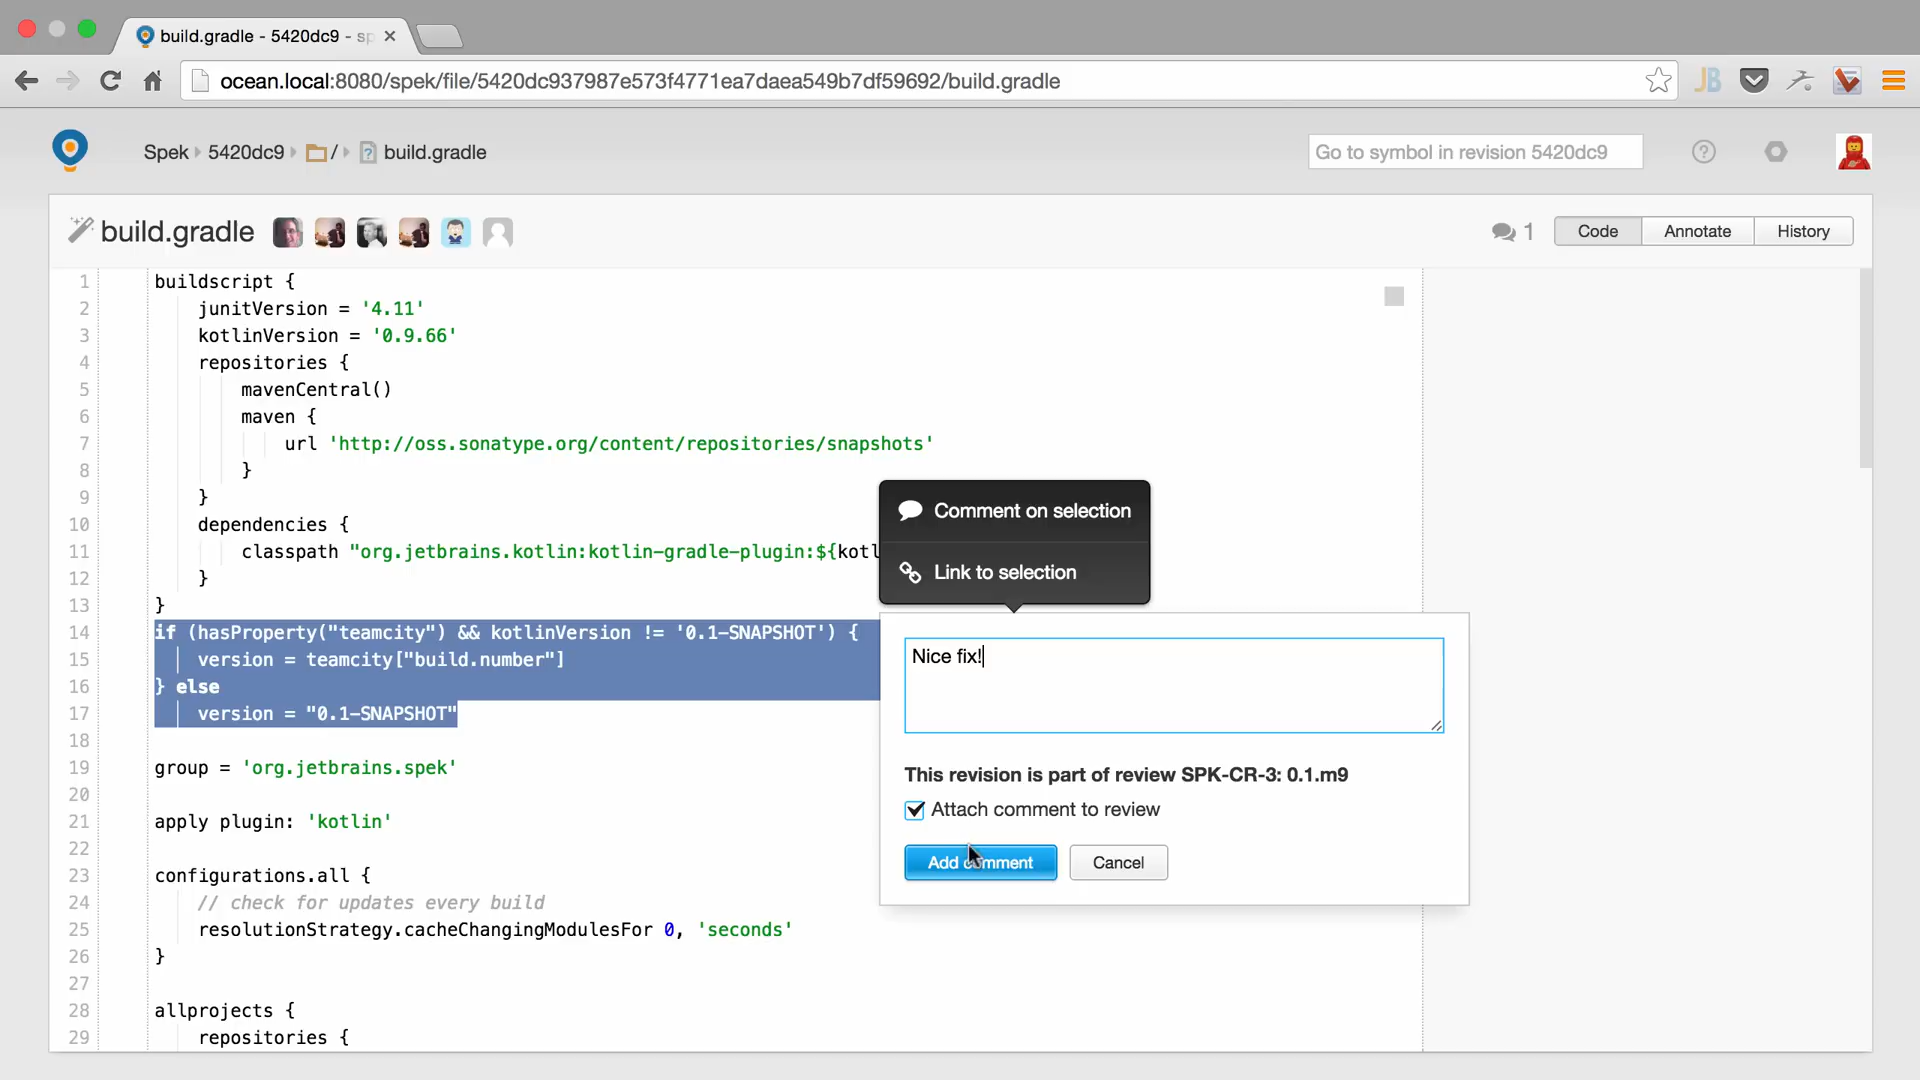 build.gradle - 5420dc9 - sp
ocean.local:8080/spek/file/5420dc937987e573f4771ea7daea549b7df59692/build.gradle
JB
Spek 5420dc9 / ? build.gradle
Go to symbol in revision 5420dc9
?
build.gradle
1
Code Annotate History
1 buildscript {
2 junitVersion = '4.11'
3 kotlinVersion = '0.9.66'
4 repositories {
5 mavenCentral()
6 maven {
7 url 'http://oss.sonatype.org/content/repositories/snapshots'
8 }
9 }
10 dependencies {
11 classpath "org.jetbrains.kotlin:kotlin-gradle-plugin:${kotl
12 }
13 }
14 if (hasProperty("teamcity") && kotlinVersion != '0.1-SNAPSHOT') {
15 version = teamcity["build.number"]
16 } else
17 version = "0.1-SNAPSHOT"
18
19 group = 'org.jetbrains.spek'
20
21 apply plugin: 'kotlin'
22
23 configurations.all {
24 // check for updates every build
25 resolutionStrategy.cacheChangingModulesFor 0, 'seconds'
26 }
27
28 allprojects {
29 repositories {
Comment on selection
Link to selection
Nice fix!
This revision is part of review SPK-CR-3: 0.1.m9
Attach comment to review
Add comment Cancel